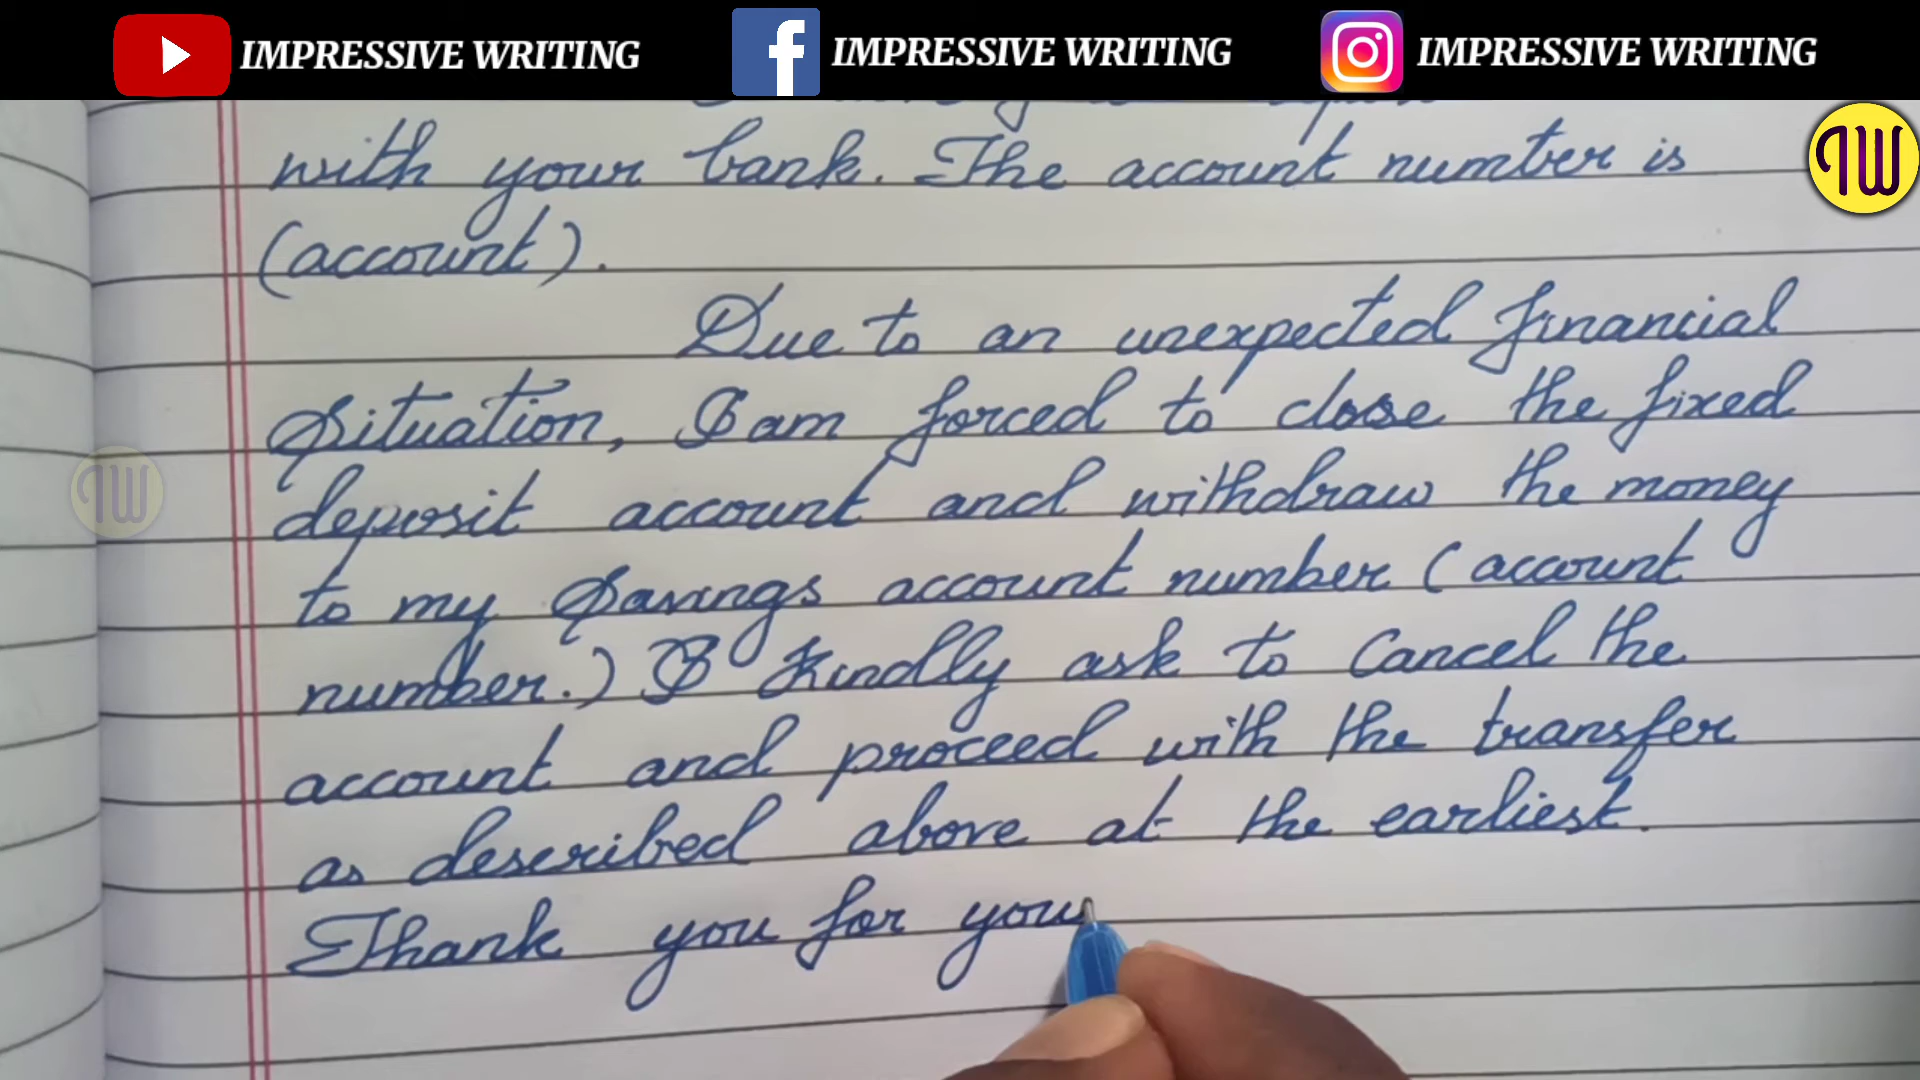 IMPRESSIVE WRITING IMPRESSIVE WRITING IMPRESSIVE WRITING
IW
with your bank. The account number is
(account).
Due to an unexpected financial
Situation, I am forced to close the fixed
deposit account and withdraw the money
IW
to my Savings account number (account
number.) I Kindly ask to Cancel the
account and proceed with the transfer
as described above at the earliest.
Thank you for you